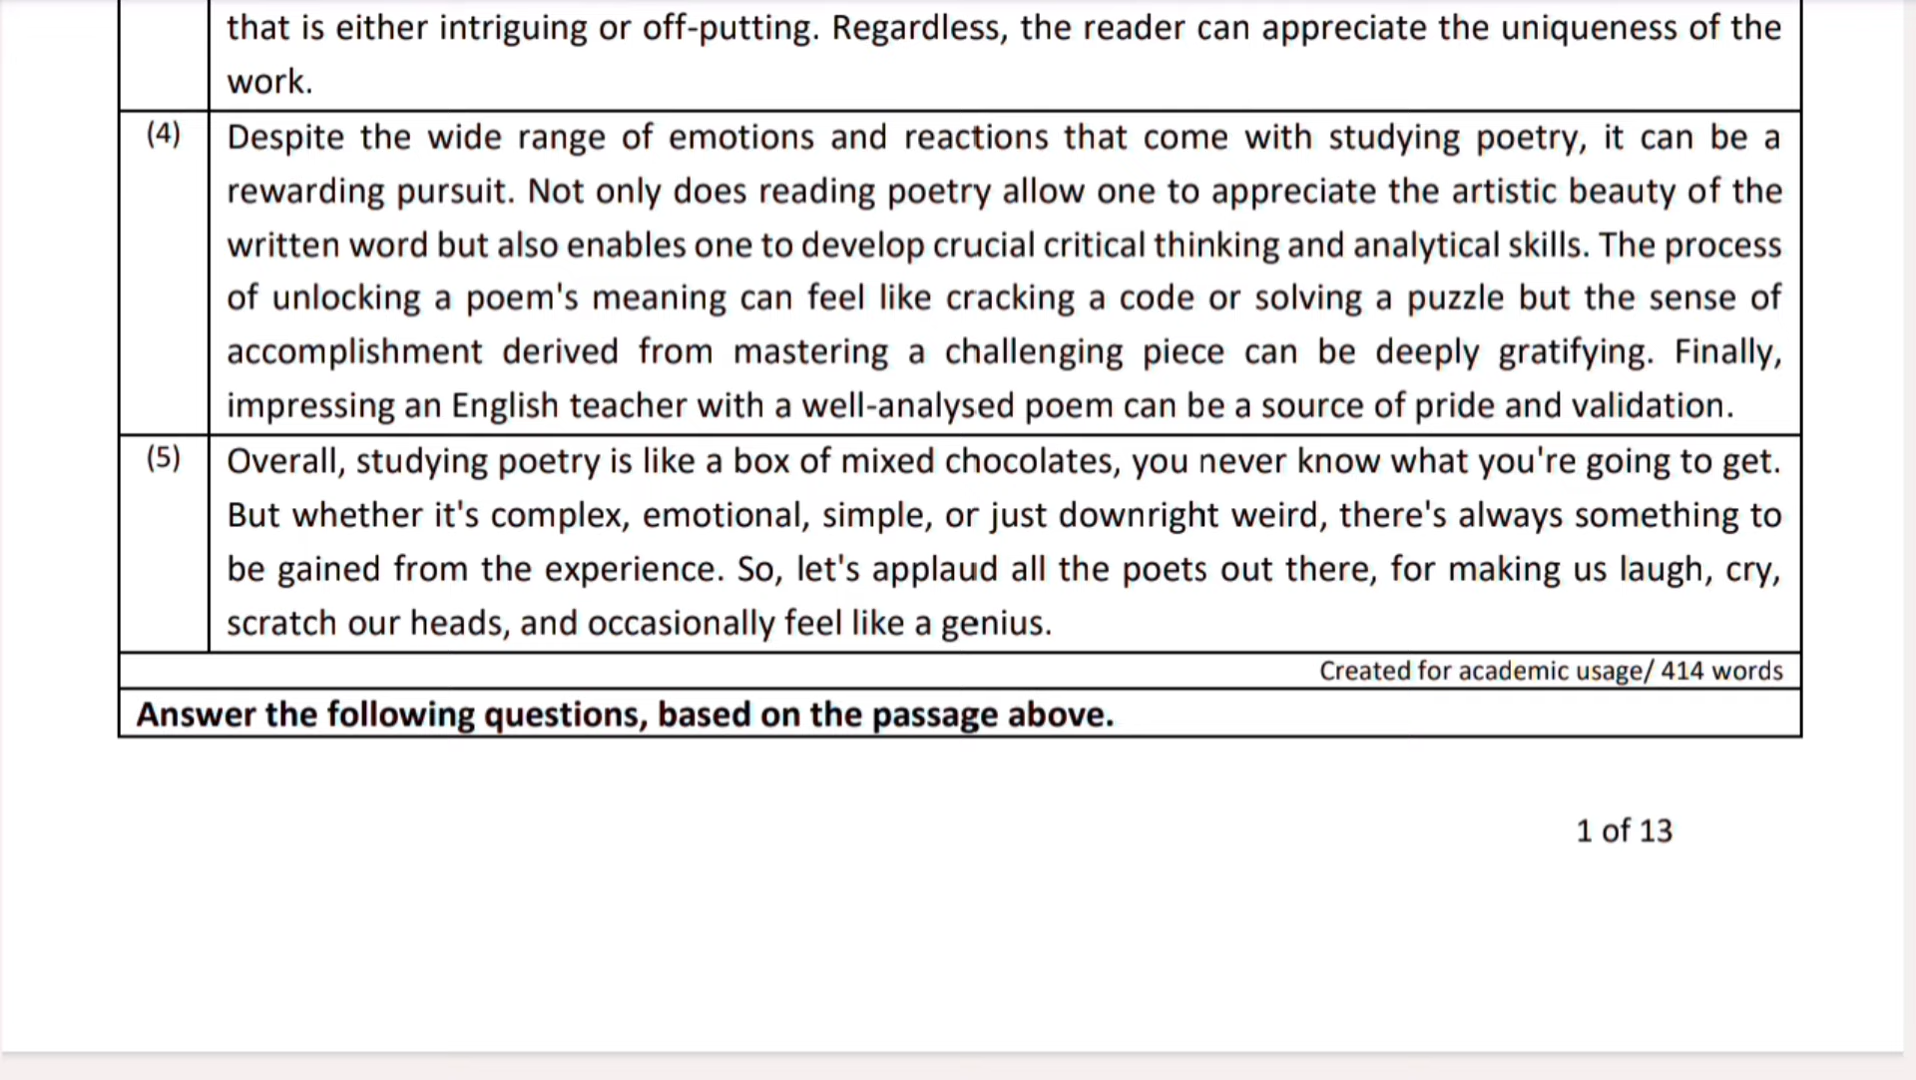 that is either intriguing or off-putting. Regardless, the reader can appreciate the uniqueness of the
work.
(4) Despite the wide range of emotions and reactions that come with studying poetry, it can be a
rewarding pursuit. Not only does reading poetry allow one to appreciate the artistic beauty of the
written word but also enables one to develop crucial critical thinking and analytical skills. The process
of unlocking a poem's meaning can feel like cracking a code or solving a puzzle but the sense of
accomplishment derived from mastering a challenging piece can be deeply gratifying. Finally,
impressing an English teacher with a well-analysed poem can be a source of pride and validation.
(5) Overall, studying poetry is like a box of mixed chocolates, you never know what you're going to get.
But whether it's complex, emotional, simple, or just downright weird, there's always something to
be gained from the experience. So, let's applaud all the poets out there, for making us laugh, cry,
scratch our heads, and occasionally feel like a genius.
Created for academic usage/ 414 words
Answer the following questions, based on the passage above.
1 of 13